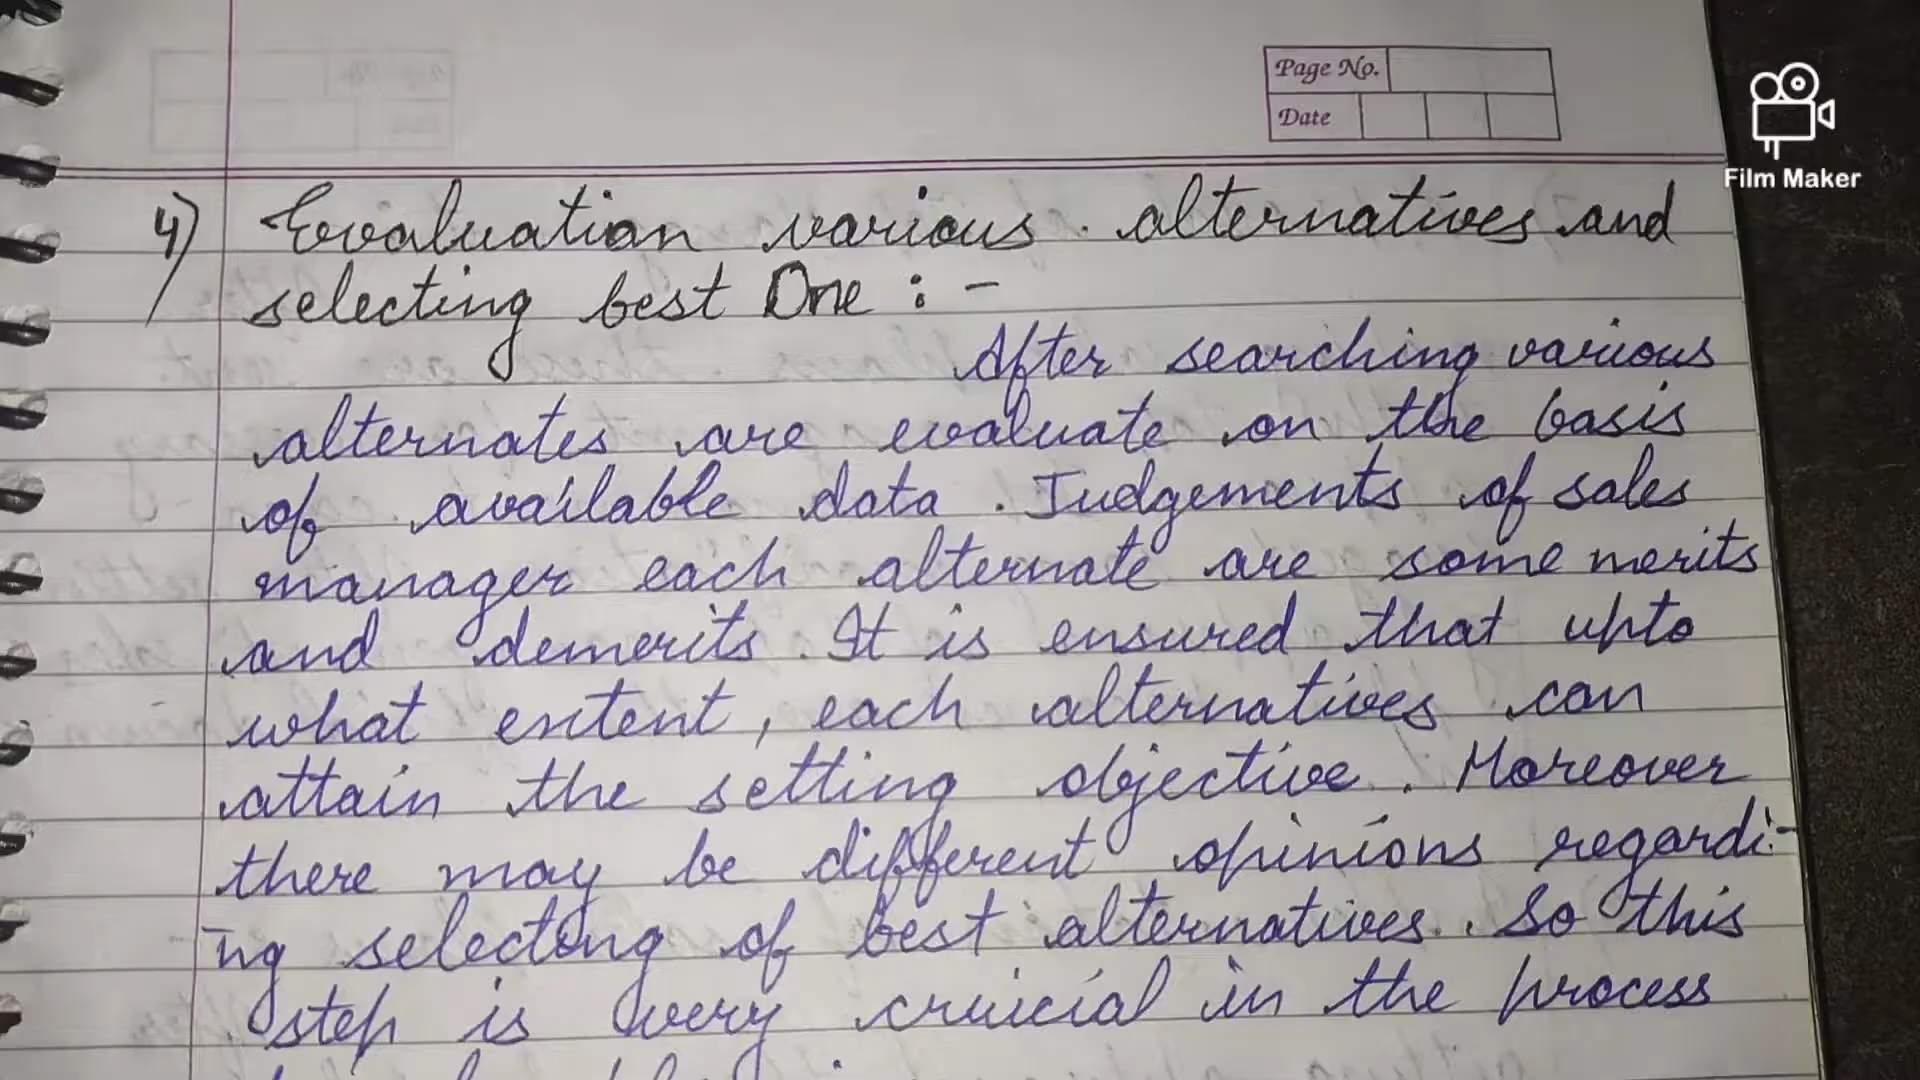 Page No.
Date
Film Maker
4) Evaluation various alternatives and
selecting best One : -
After searching various
alternates are evaluate on the basis
of available data. Judgements of sales
manager each alternate are some merits
and demerits. It is ensured that upto
what extent, each alternatives can
attain the setting objective. Moreover
there may be different opinions regardi-
ng selecting of best alternatives. So this
step is very crucial in the process